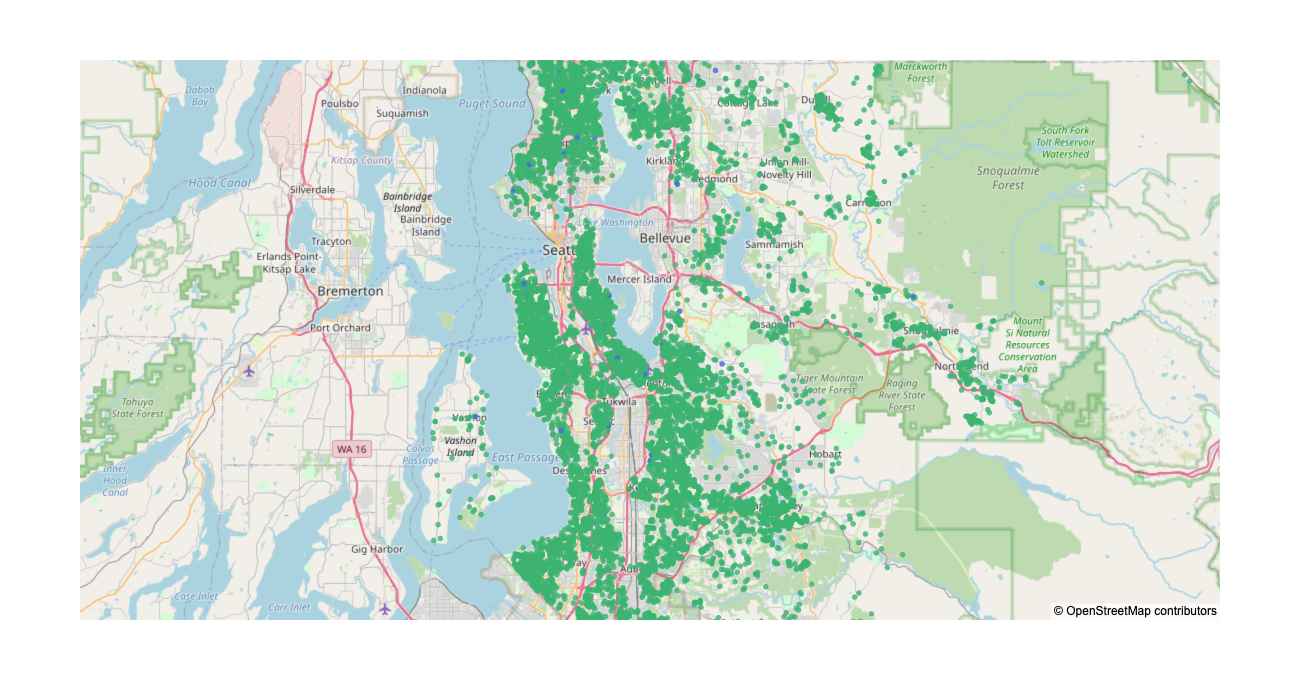 Marckworth
Forest
Dabob
Bay
Indianola
Poulsbo
Puget Sound
Suquamish
Cottage Lake
South Fork
Tolt Reservoir
Watershed
Kitsap County
Kirkland
Union Hill-
Novelty Hill
Snoqualmie
Forest
Hood Canal
Silverdale
Redmond
Bainbridge
Island
Carnation
Bainbridge
Island
Lake Washington
Tracyton
Bellevue
Sammamish
Seatt
Erlands Point-
Kitsap Lake
Mercer Island
Bremerton
Port Orchard
Issaquah
Snoqualmie
Mount
Si Natural
Resources
Conservation
Area
North Bend
Tiger Mountain
State Forest
Raging
River State
Forest
Tahuya
State Forest
Tukwila
Vashon
Vashon
Island
WA 16
Colvos
Passage
East Passage
Hobart
Inner
Hood
Canal
Des Moines
Gig Harbor
Case Inlet
Carr Inlet
© OpenStreetMap contributors